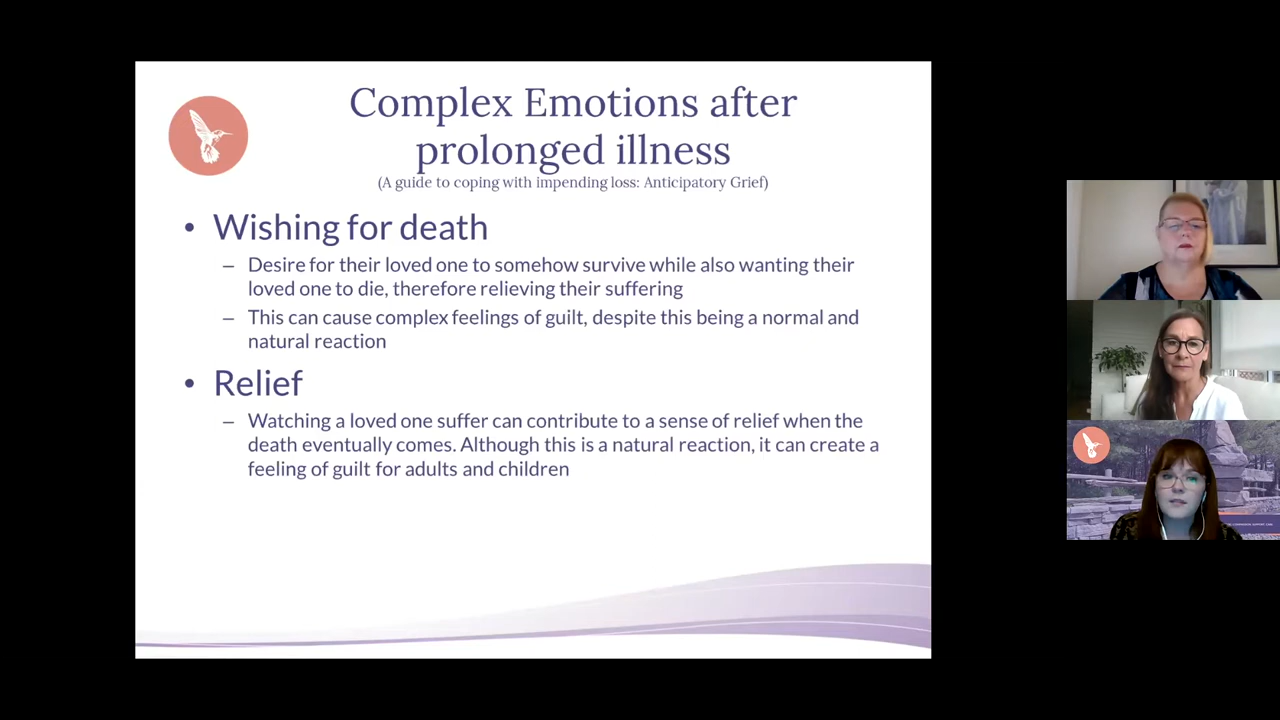 Complex Emotions after
prolonged illness
(A guide to coping with impending loss: Anticipatory Grief)
• Wishing for death
– Desire for their loved one to somehow survive while also wanting their
loved one to die, therefore relieving their suffering
– This can cause complex feelings of guilt, despite this being a normal and
natural reaction
• Relief
– Watching a loved one suffer can contribute to a sense of relief when the
death eventually comes. Although this is a natural reaction, it can create a
feeling of guilt for adults and children